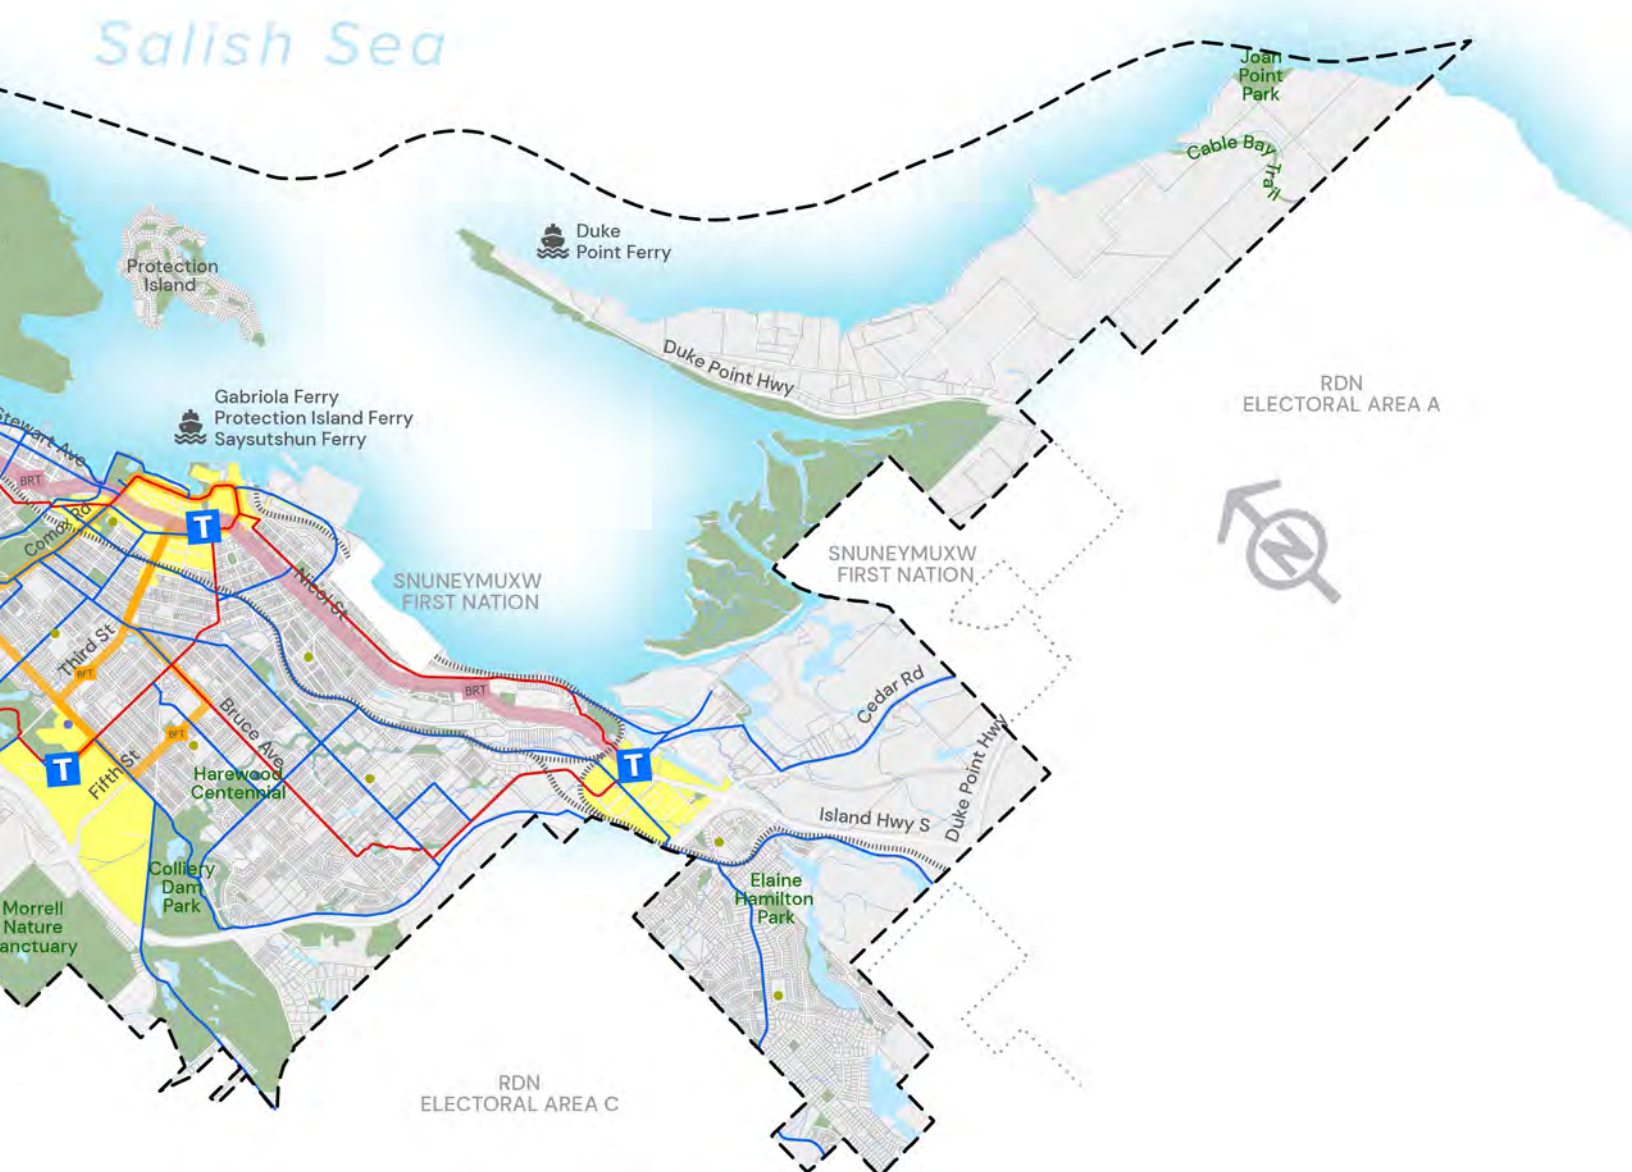 Salish Sea
Joan
Point
Park
Cable Bay Trail
Duke
Point Ferry
Protection
Island
Duke Point Hwy
RDN
ELECTORAL AREA A
Gabriola Ferry
Protection Island Ferry
Saysutshun Ferry
Stewart Ave
BRT
Comox Rd
T
N
SNUNEYMUXW
FIRST NATION
SNUNEYMUXW
FIRST NATION
Nicol St
Third St
BFT
BRT
Cedar Rd
Bruce Ave
BFT
Duke Point Hwy
T
T
Fifth St
Harewood
Centennial
Island Hwy S
Colliery
Dam
Park
Elaine
Hamilton
Park
Morrell
Nature
anctuary
RDN
ELECTORAL AREA C